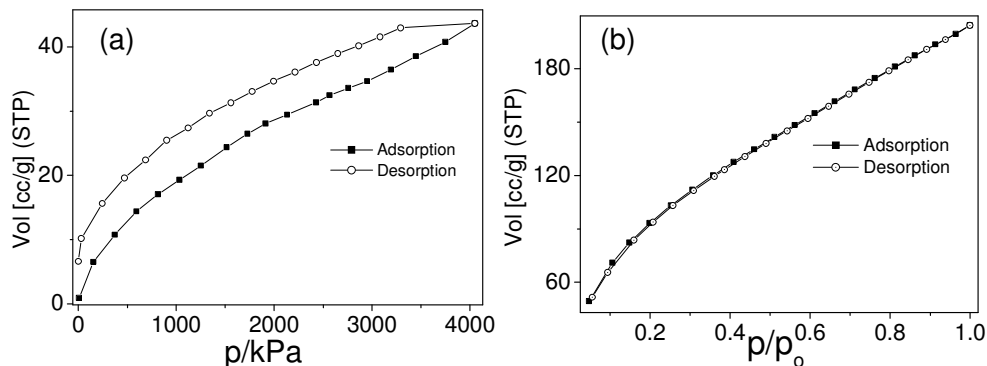 (a)
Vol [cc/g] (STP)
40
20
0
Adsorption
Desorption
0 1000 2000 3000 4000
p/kPa
(b)
Vol [cc/g] (STP)
180
120
60
Adsorption
Desorption
0.2 0.4 0.6 0.8 1.0
p/p₀